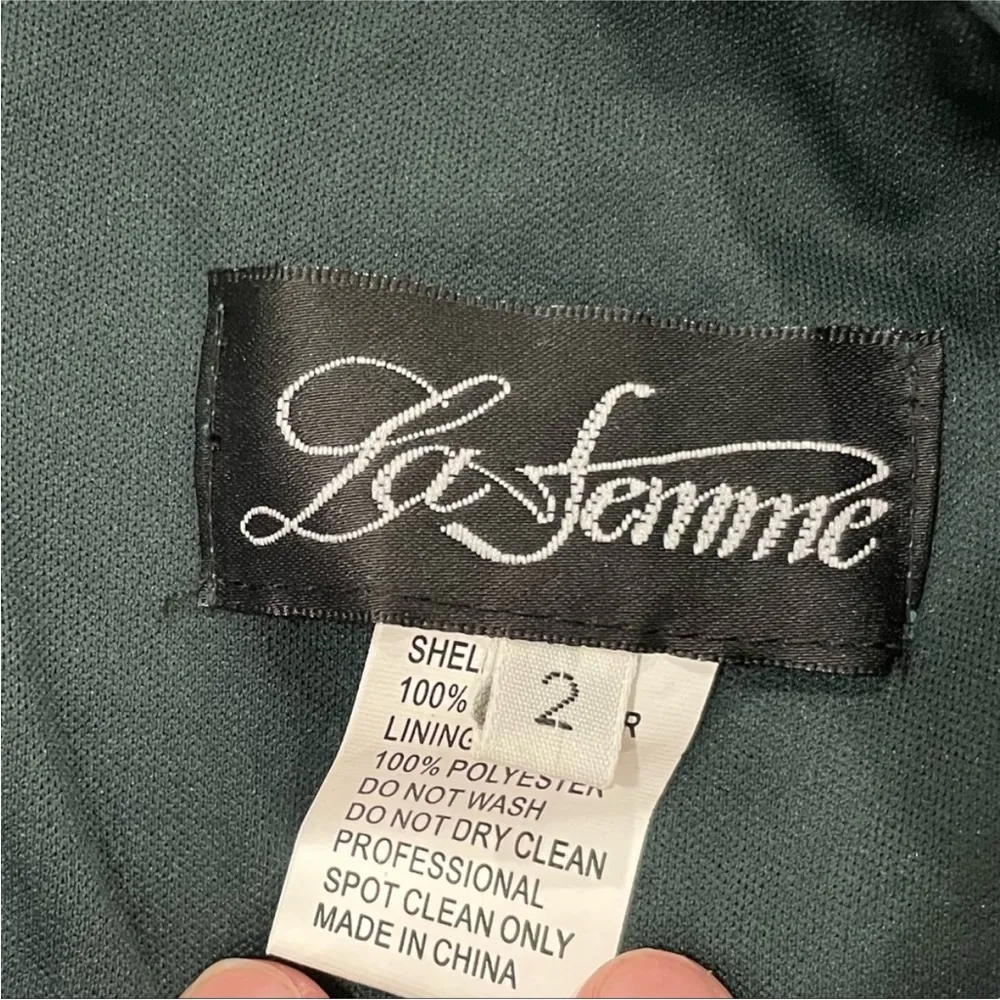 La Femme
2
SHEL
100% R
LINING
100% POLYESTER
DO NOT WASH
DO NOT DRY CLEAN
PROFESSIONAL
SPOT CLEAN ONLY
MADE IN CHINA